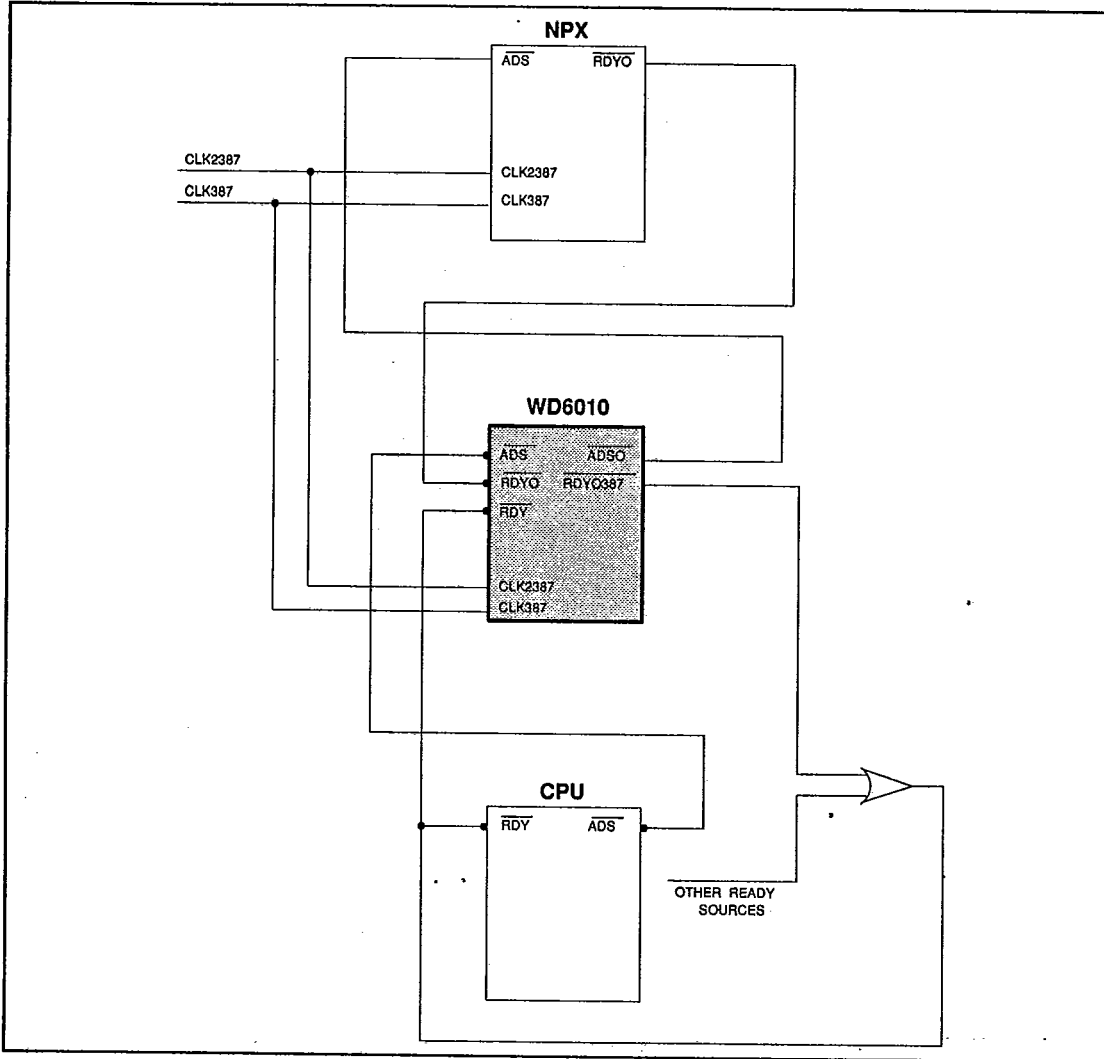 NPX
ADS RDYO
CLK2387
CLK387
CLK2387
CLK387
WD6010
ADS ADSO
RDYO RDYO387
RDY
CLK2387
CLK387
CPU
RDY ADS
OTHER READY
SOURCES